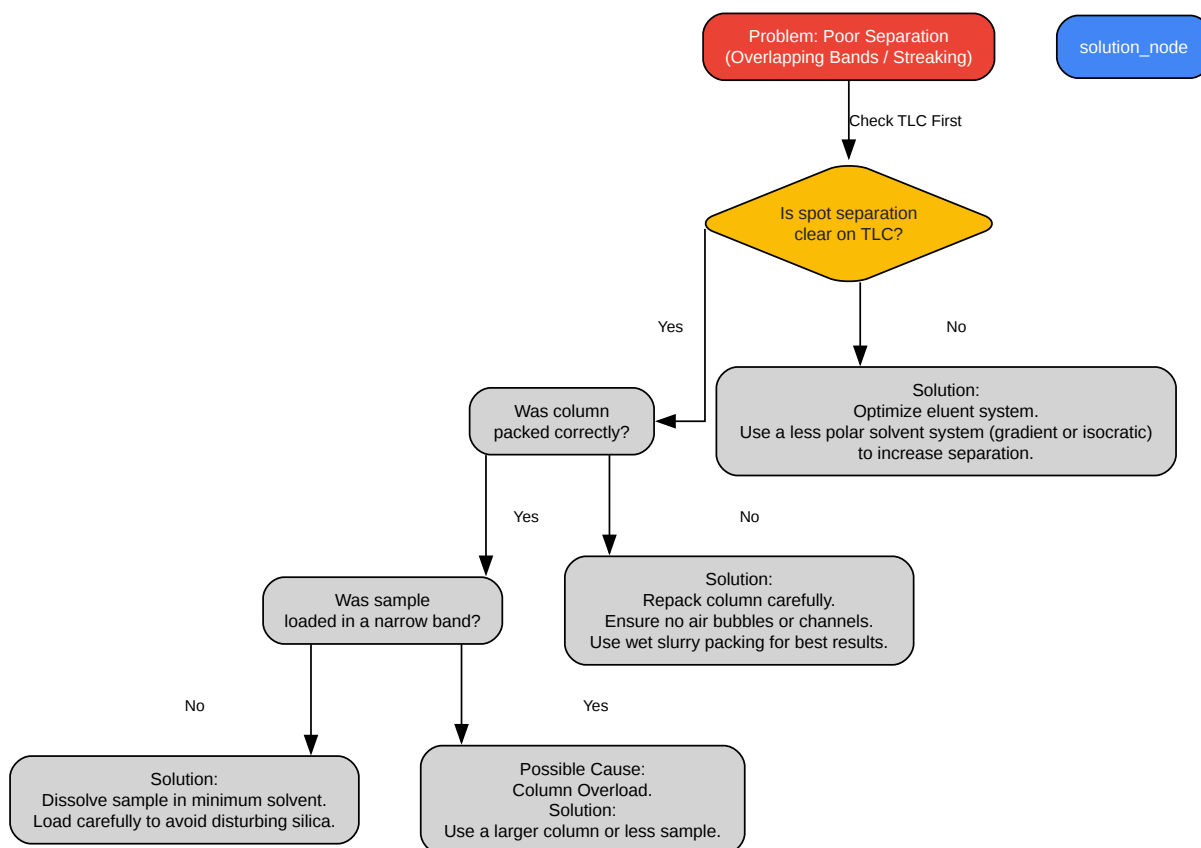 Problem: Poor Separation
(Overlapping Bands / Streaking)
solution_node
Check TLC First
Is spot separation
clear on TLC?
Yes
No
Solution:
Optimize eluent system.
Use a less polar solvent system (gradient or isocratic)
to increase separation.
Was column
packed correctly?
Yes
No
Solution:
Repack column carefully.
Ensure no air bubbles or channels.
Use wet slurry packing for best results.
Was sample
loaded in a narrow band?
No
Yes
Solution:
Dissolve sample in minimum solvent.
Load carefully to avoid disturbing silica.
Possible Cause:
Column Overload.
Solution:
Use a larger column or less sample.